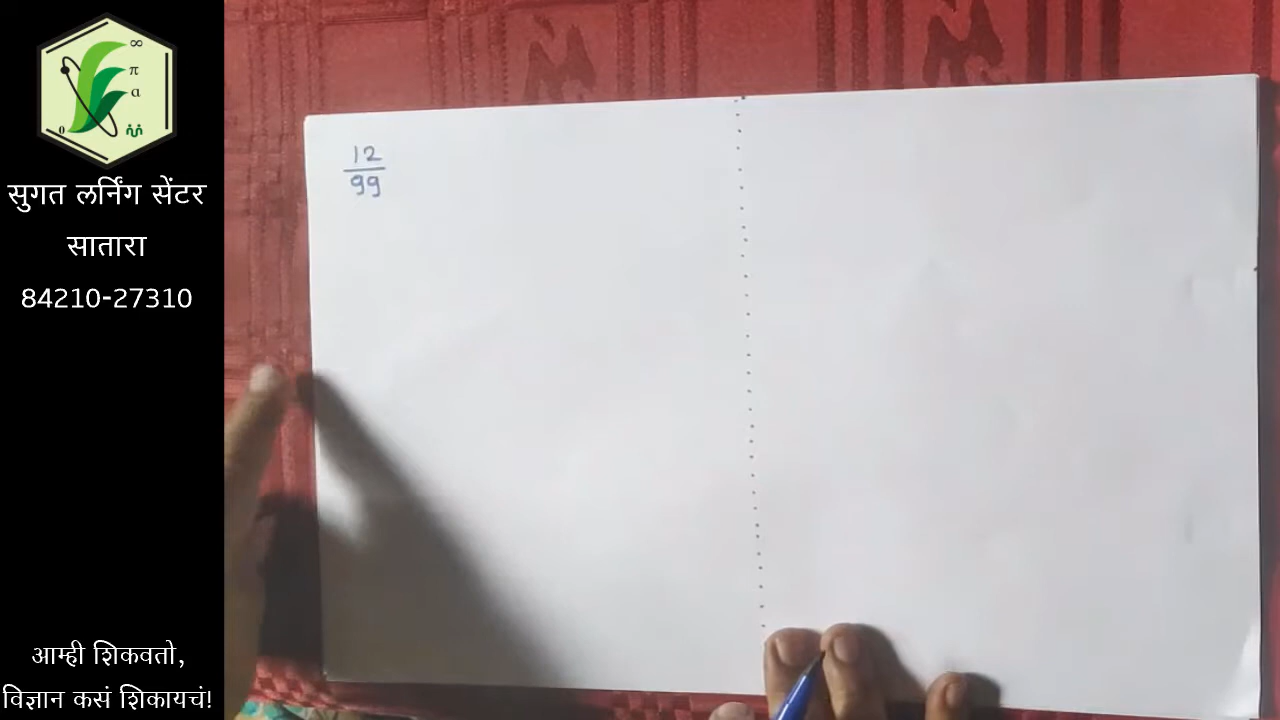 ∞
π
α
0
सुगत लर्निंग सेंटर
सातारा
84210-27310
12
99
आम्ही शिकवतो,
विज्ञान कसं शिकायचं!